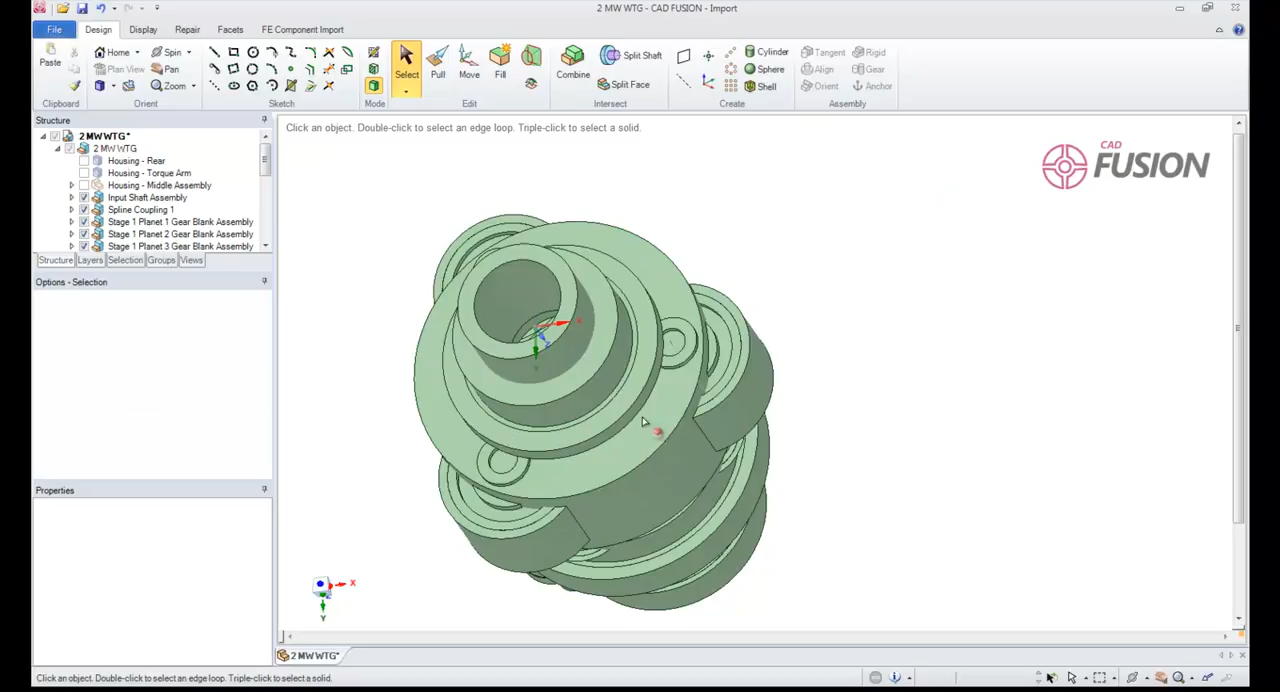 2 MW WTG - CAD FUSION - Import
File Design Display Repair Facets FE Component Import
Paste Home Spin Select Pull Move Fill Combine Split Shaft Cylinder Tangent Rigid
Plan View Pan Sphere Align Gear
Zoom Split Face Shell Orient Anchor
Clipboard Orient Sketch Mode Edit Intersect Create Assembly
Structure
Click an object. Double-click to select an edge loop. Triple-click to select a solid.
2 MW WTG*
2 MW WTG
Housing - Rear
Housing - Torque Arm
Housing - Middle Assembly
Input Shaft Assembly
Spline Coupling 1
Stage 1 Planet 1 Gear Blank Assembly
Stage 1 Planet 2 Gear Blank Assembly
Stage 1 Planet 3 Gear Blank Assembly
Structure Layers Selection Groups Views
Options - Selection
Properties
CAD
FUSION
X
Y
Z
X
Y
2 MW WTG*
Click an object. Double-click to select an edge loop. Triple-click to select a solid.